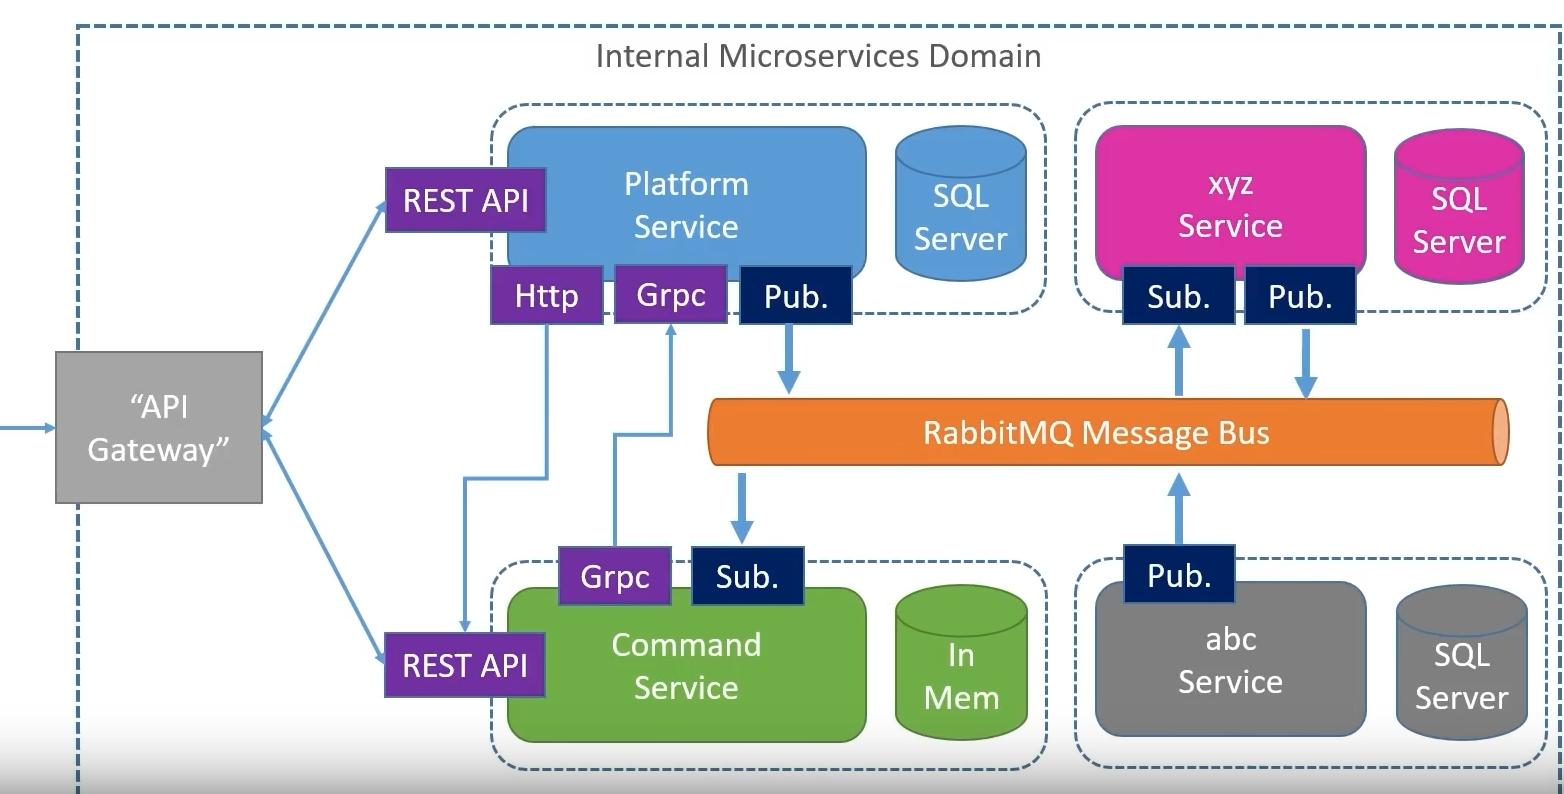 Internal Microservices Domain
REST API
Platform
Service
SQL
Server
xyz
Service
SQL
Server
Http
Grpc
Pub.
Sub.
Pub.
“API
Gateway”
RabbitMQ Message Bus
Grpc
Sub.
Pub.
REST API
Command
Service
In
Mem
abc
Service
SQL
Server